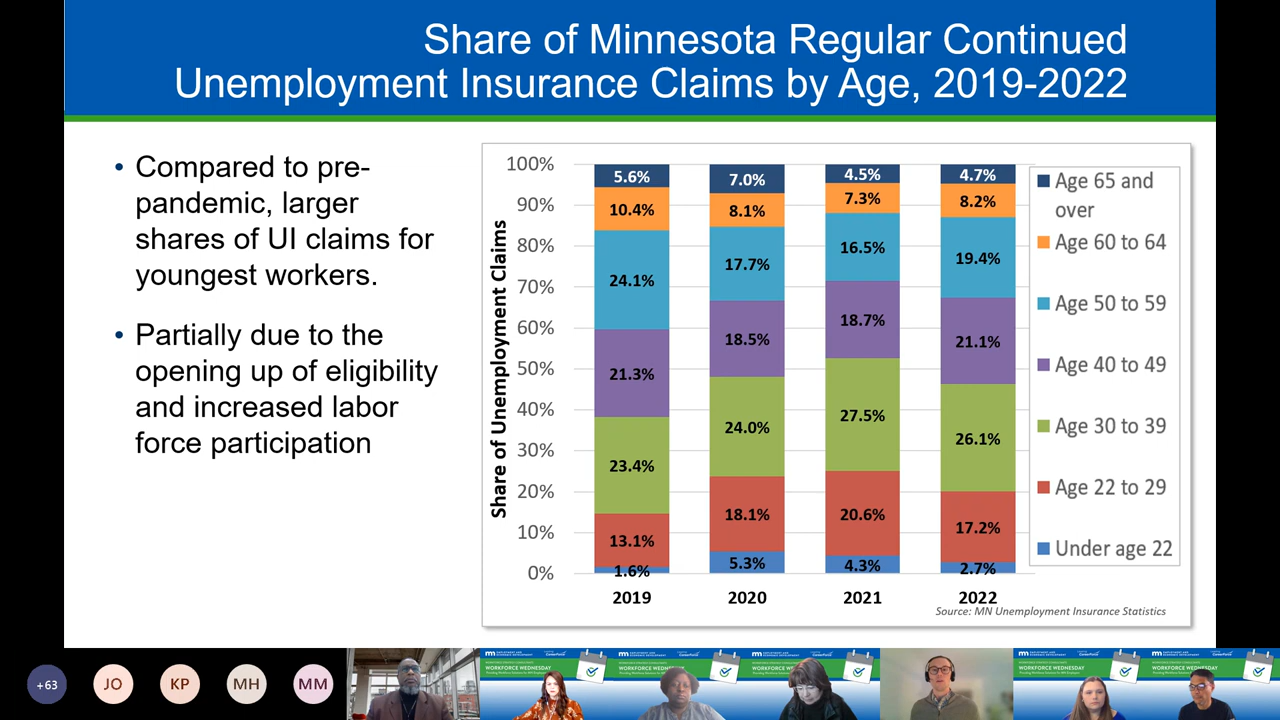 Share of Minnesota Regular Continued
Unemployment Insurance Claims by Age, 2019-2022
• Compared to pre-
pandemic, larger
shares of UI claims for
youngest workers.
• Partially due to the
opening up of eligibility
and increased labor
force participation
Share of Unemployment Claims
100%
90%
80%
70%
60%
50%
40%
30%
20%
10%
0%
5.6%
10.4%
24.1%
21.3%
23.4%
13.1%
1.6%
2019
7.0%
8.1%
17.7%
18.5%
24.0%
18.1%
5.3%
2020
4.5%
7.3%
16.5%
18.7%
27.5%
20.6%
4.3%
2021
4.7%
8.2%
19.4%
21.1%
26.1%
17.2%
2.7%
2022
Age 65 and
over
Age 60 to 64
Age 50 to 59
Age 40 to 49
Age 30 to 39
Age 22 to 29
Under age 22
Source: MN Unemployment Insurance Statistics
+63
JO
KP
MH
MM
WORKFORCE WEDNESDAY
WORKFORCE WEDNESDAY